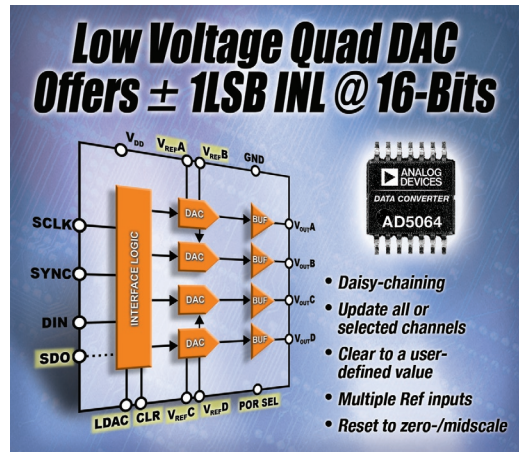 Low Voltage Quad DAC
Offers ± 1LSB INL @ 16-Bits
VDD
VREFA
VREFB
GND
SCLK
SYNC
DIN
SDO
INTERFACE LOGIC
DAC
BUF
VOUTA
DAC
BUF
VOUTB
DAC
BUF
VOUTC
DAC
BUF
VOUTD
LDAC
CLR
VREFC
VREFD
POR SEL
ANALOG
DEVICES
DATA CONVERTER
AD5064
• Daisy-chaining
• Update all or
selected channels
• Clear to a user-
defined value
• Multiple Ref inputs
• Reset to zero-/midscale